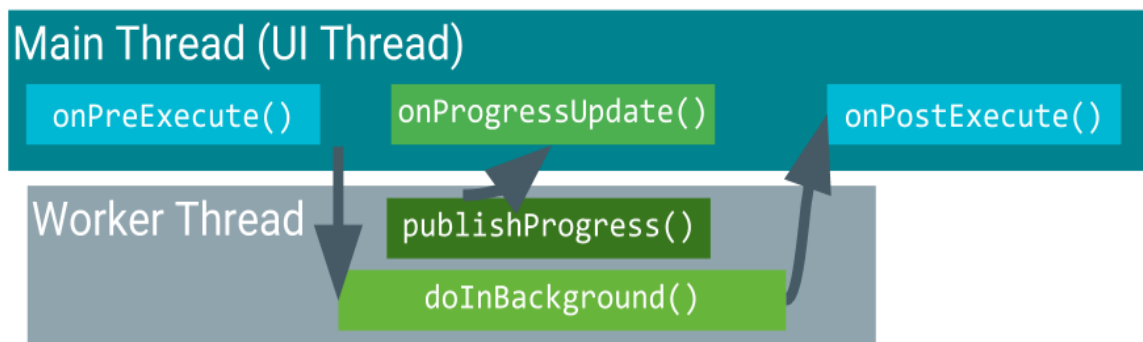 Main Thread (UI Thread)
onPreExecute()
onProgressUpdate()
onPostExecute()
Worker Thread
publishProgress()
doInBackground()